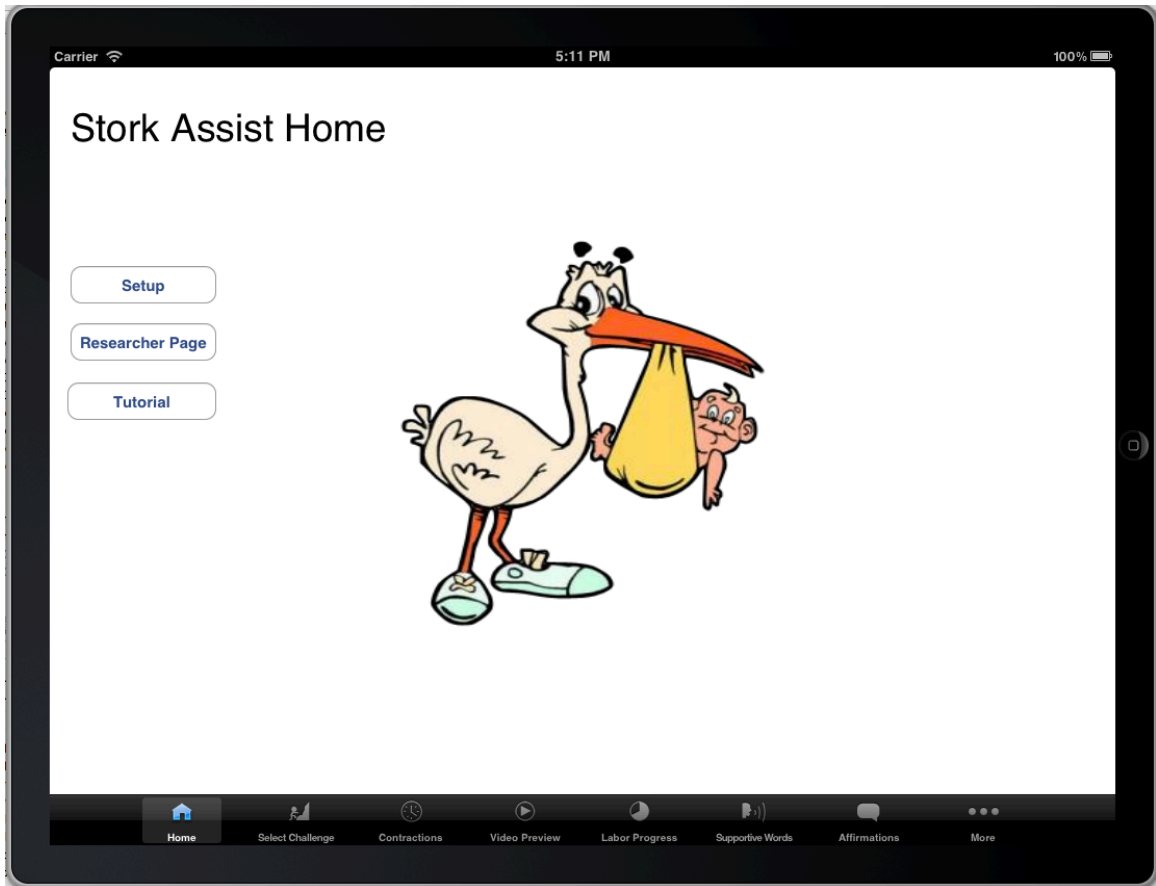 Carrier
5:11 PM
100%
Stork Assist Home
Setup
Researcher Page
Tutorial
Home
Select Challenge
Contractions
Video Preview
Labor Progress
Supportive Words
Affirmations
More